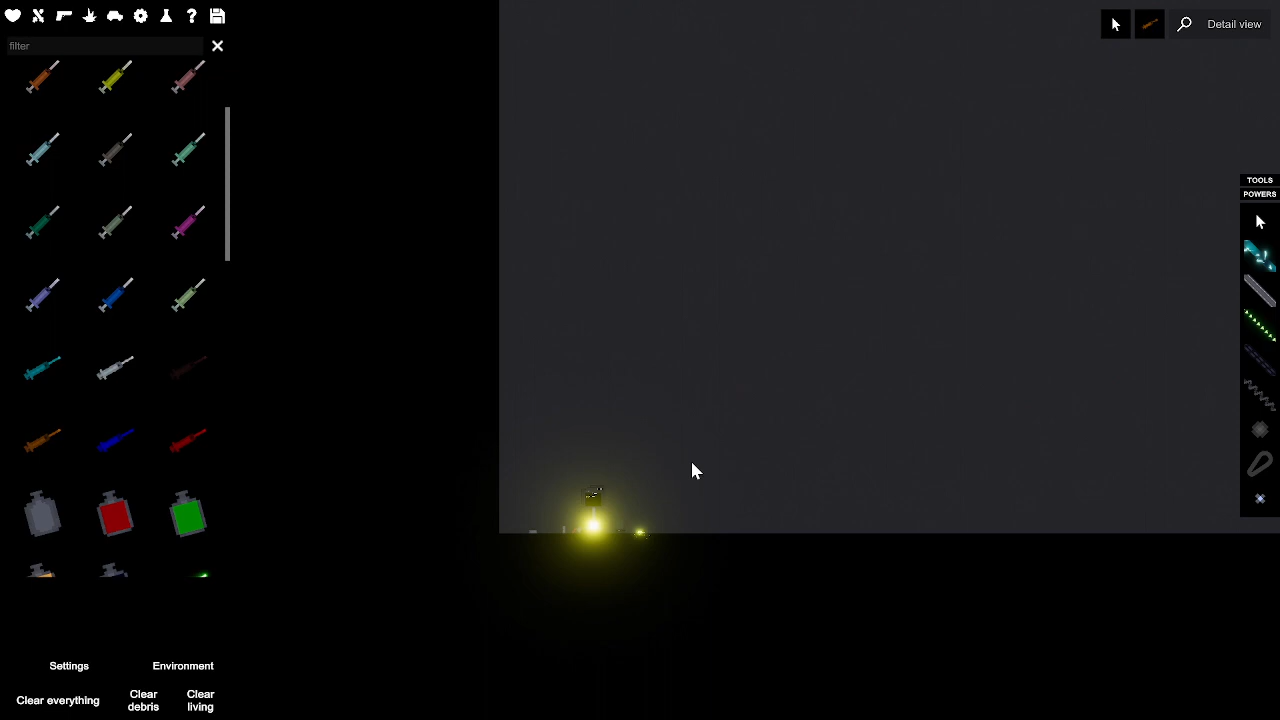 filter
Detail view
TOOLS
POWERS
Settings
Environment
Clear everything
Clear
debris
Clear
living